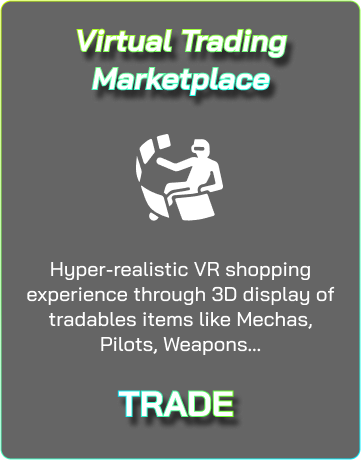 Virtual Trading
Marketplace
Hyper-realistic VR shopping
experience through 3D display of
tradables items like Mechas,
Pilots, Weapons...
TRADE